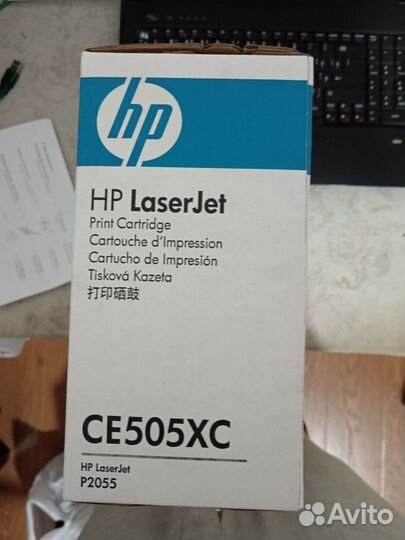 hp
HP LaserJet
Print Cartridge
Cartouche d'Impression
Cartucho de Impresión
Tisková Kazeta
打印硒鼓
CE505XC
HP LaserJet
P2055
Avito